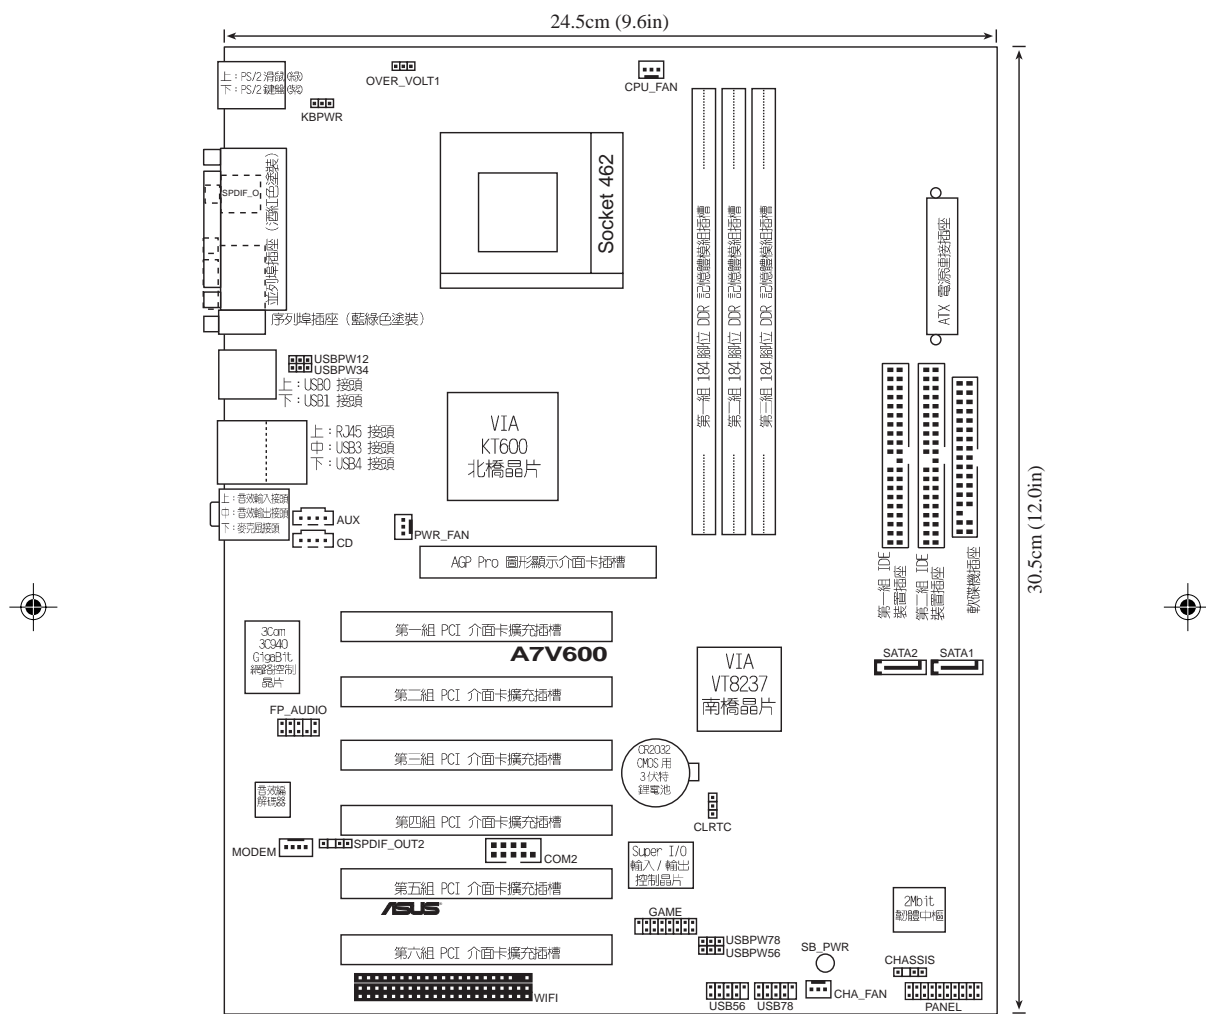 24.5cm (9.6in)
上：PS/2 滑鼠(綠)
下：PS/2 鍵盤(紫)
OVER_VOLT1
KBPWR
CPU_FAN
SPDIF_O
並列埠插座（酒紅色塗裝）
Socket 462
第一組 184 腳位 DDR 記憶體模組插槽
第二組 184 腳位 DDR 記憶體模組插槽
第三組 184 腳位 DDR 記憶體模組插槽
ATX 電源連接插座
序列埠插座（藍綠色塗裝）
USBPW12
USBPW34
上：USB0 接頭
下：USB1 接頭
上：RJ45 接頭
中：USB3 接頭
下：USB4 接頭
VIA
KT600
北橋晶片
上：音效輸入接頭
中：音效輸出接頭
下：麥克風接頭
AUX
CD
PWR_FAN
AGP Pro 圖形顯示介面卡插槽
第一組 IDE
裝置插座
第二組 IDE
裝置插座
軟碟機插座
30.5cm (12.0in)
第一組 PCI 介面卡擴充插槽
A7V600
3Com
3C940
GigaBit
網路控制
晶片
VIA
VT8237
南橋晶片
SATA2
SATA1
第二組 PCI 介面卡擴充插槽
FP_AUDIO
第三組 PCI 介面卡擴充插槽
CR2032
CMOS 用
3 伏特
鋰電池
音效編
解碼器
第四組 PCI 介面卡擴充插槽
CLRTC
MODEM
SPDIF_OUT2
COM2
Super I/O
輸入/輸出
控制晶片
第五組 PCI 介面卡擴充插槽
ASUS
2Mbit
韌體中樞
GAME
第六組 PCI 介面卡擴充插槽
USBPW78
USBPW56
SB_PWR
CHASSIS
WIFI
USB56
USB78
CHA_FAN
PANEL